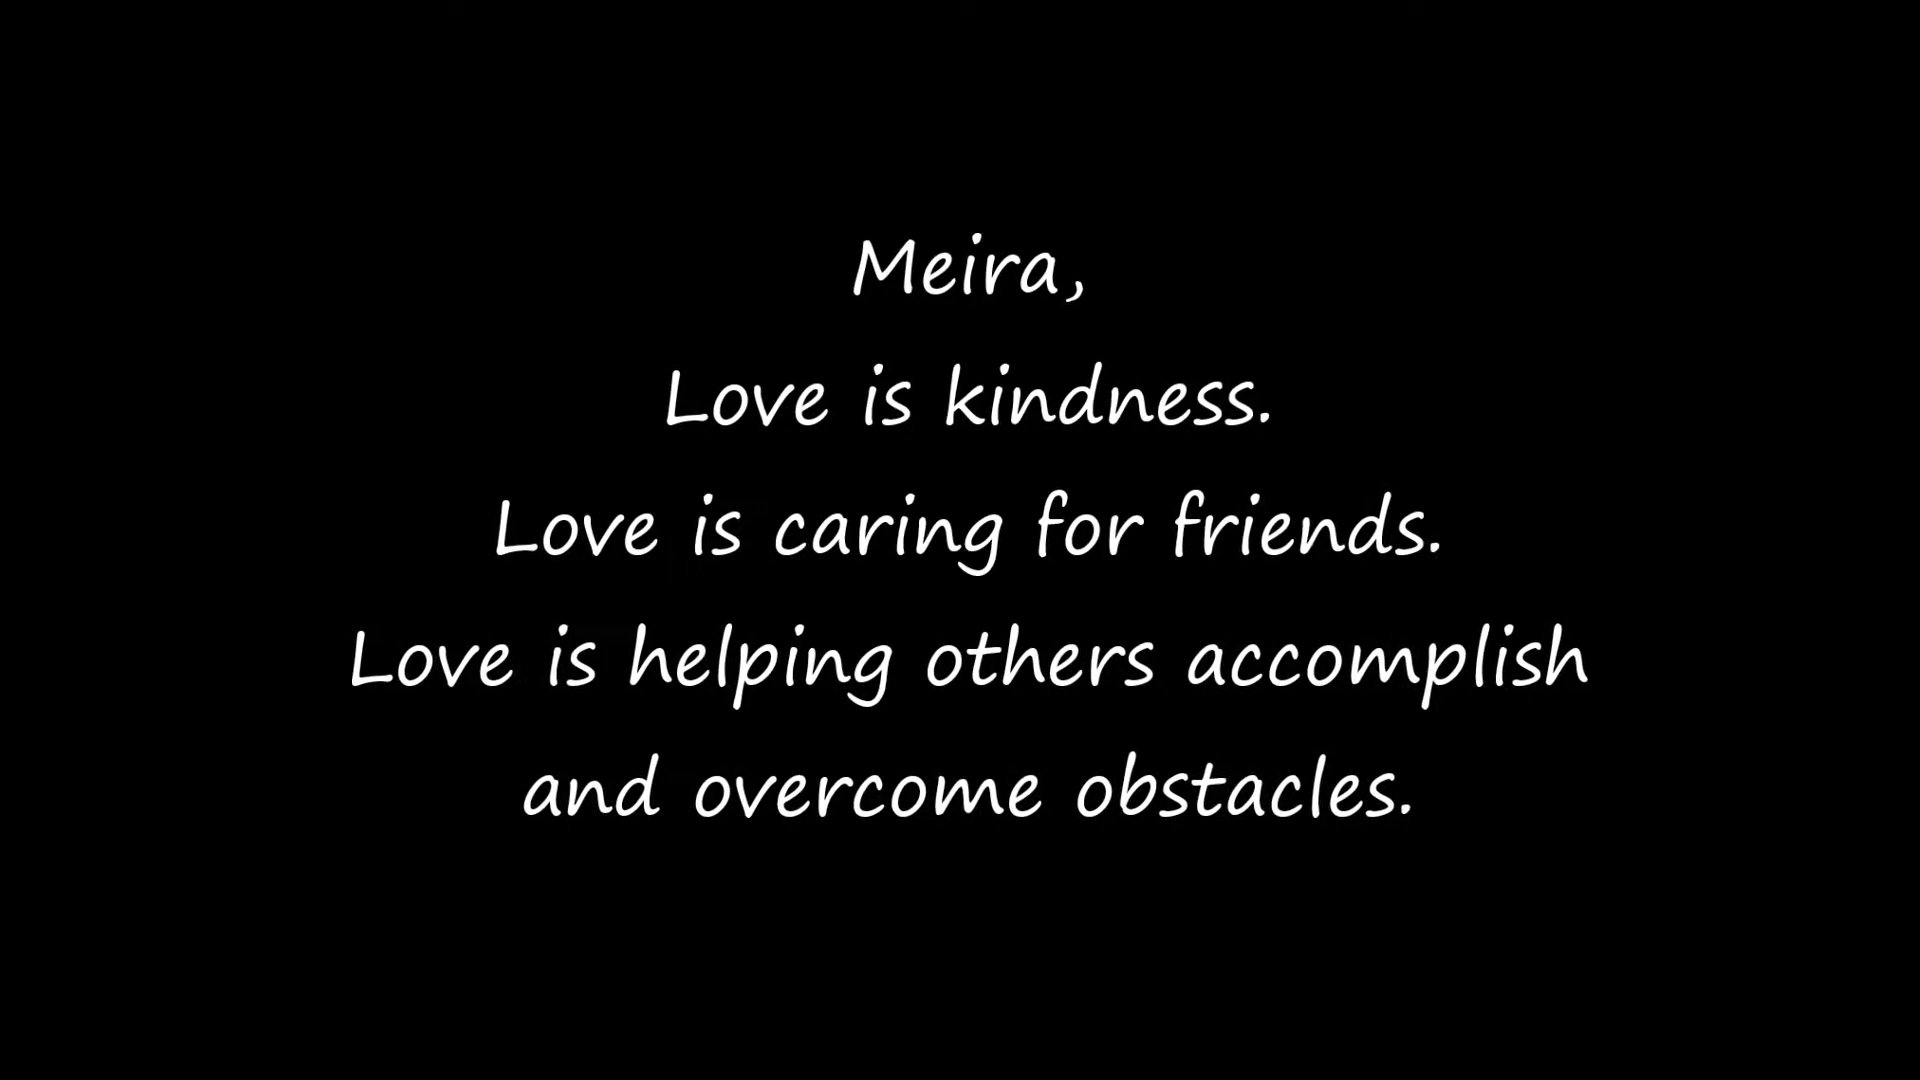 Meira,
Love is kindness.
Love is caring for friends.
Love is helping others accomplish
and overcome obstacles.